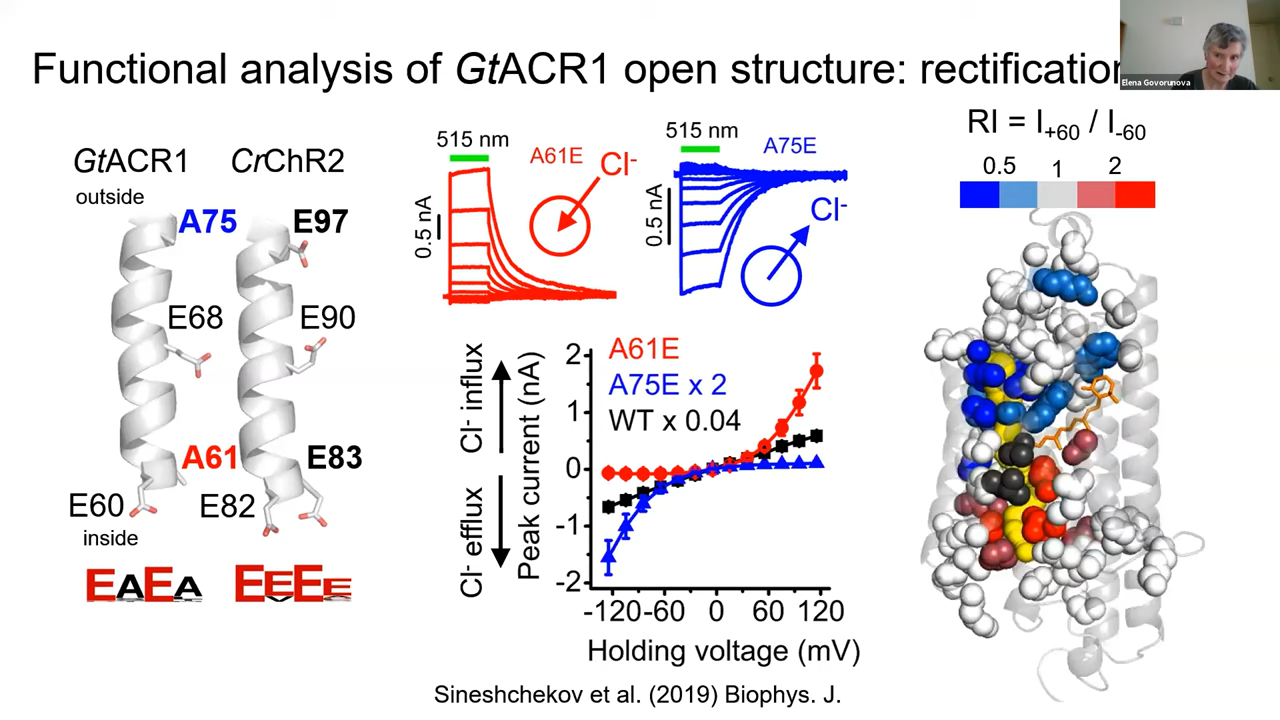 Functional analysis of GtACR1 open structure: rectification
Elena Govorunova
GtACR1
CrChR2
outside
A75
E97
E68
E90
A61
E83
E60
E82
inside
EAEA
EEEE
515 nm
A61E
Cl-
0.5 nA
515 nm
A75E
Cl-
0.5 nA
Cl- influx
Cl- efflux
Peak current (nA)
A61E
A75E x 2
WT x 0.04
2
1
0
-1
-2
-120 -60 0 60 120
Holding voltage (mV)
RI = I+60 / I-60
0.5 1 2
Sineshchekov et al. (2019) Biophys. J.